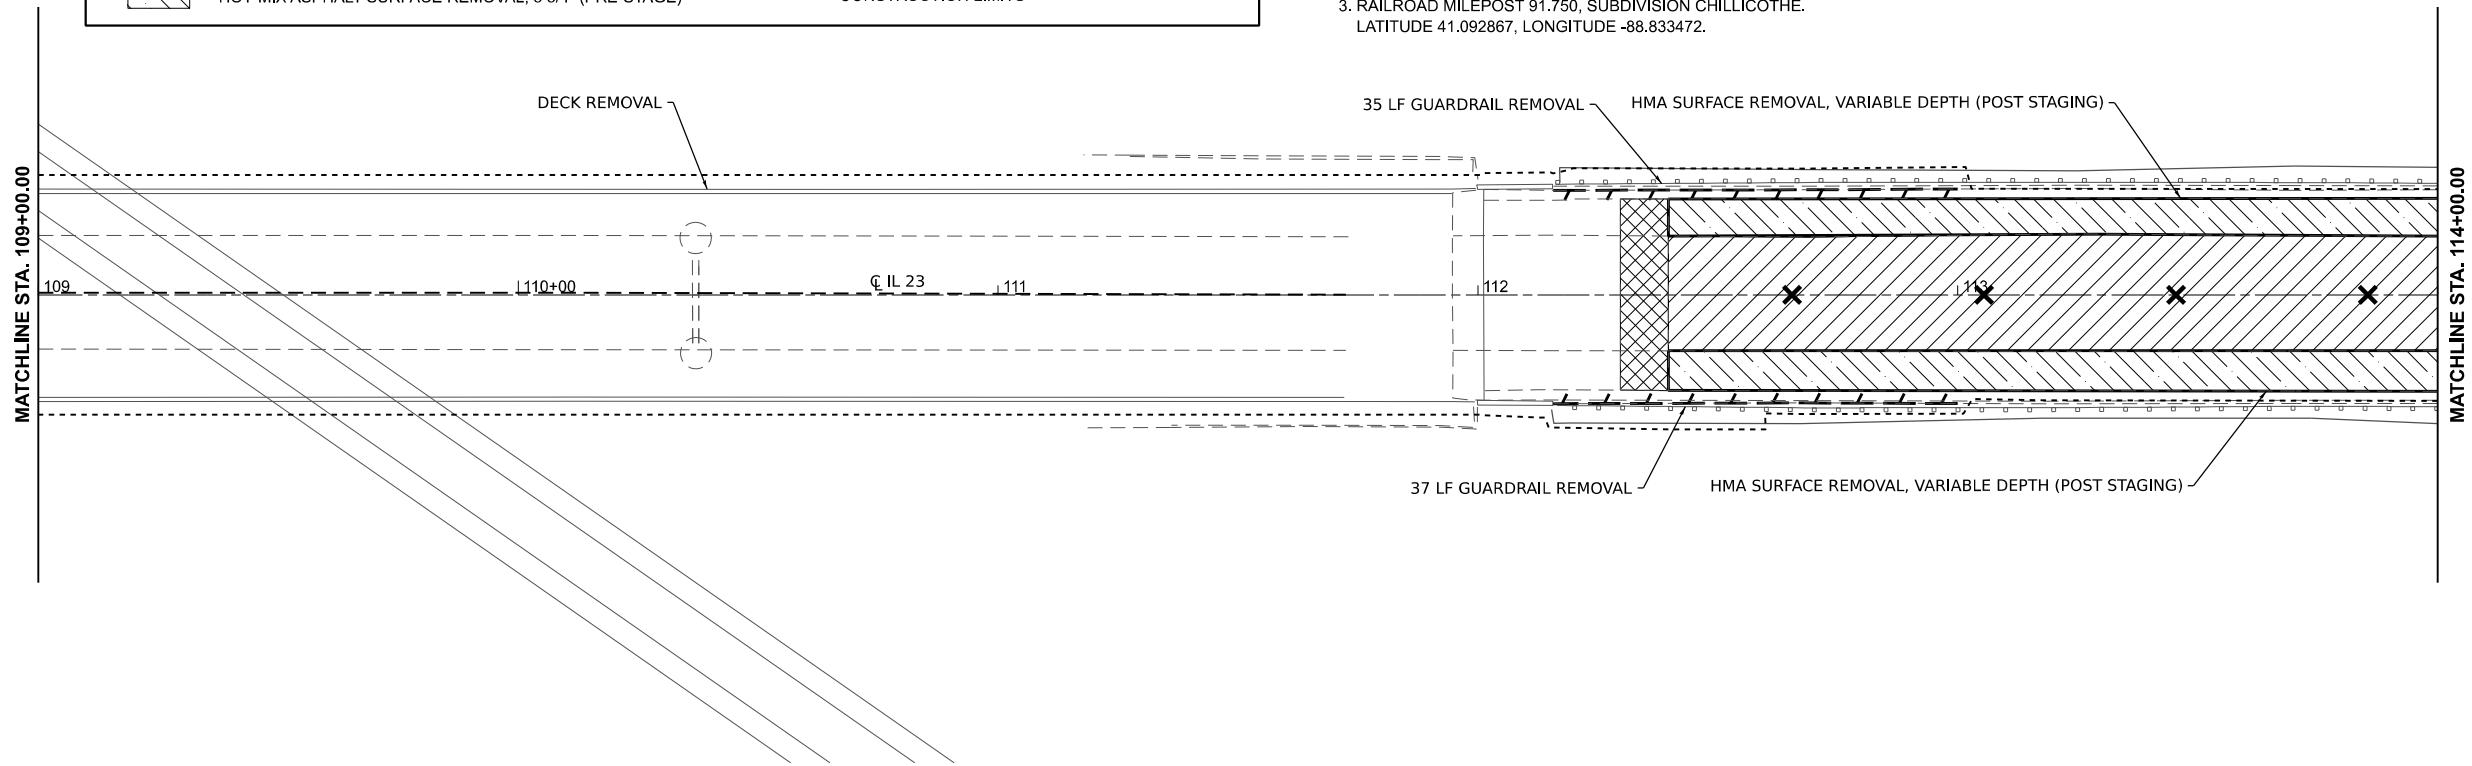 3. RAILROAD MILEPOST 91.750, SUBDIVISION CHILLICOTHE.
LATITUDE 41.092867, LONGITUDE -88.833472.
DECK REMOVAL
35 LF GUARDRAIL REMOVAL
HMA SURFACE REMOVAL, VARIABLE DEPTH (POST STAGING)
MATCHLINE STA. 109+00.00
MATCHLINE STA. 114+00.00
109
110+00
℄ IL 23
111
112
113
37 LF GUARDRAIL REMOVAL
HMA SURFACE REMOVAL, VARIABLE DEPTH (POST STAGING)